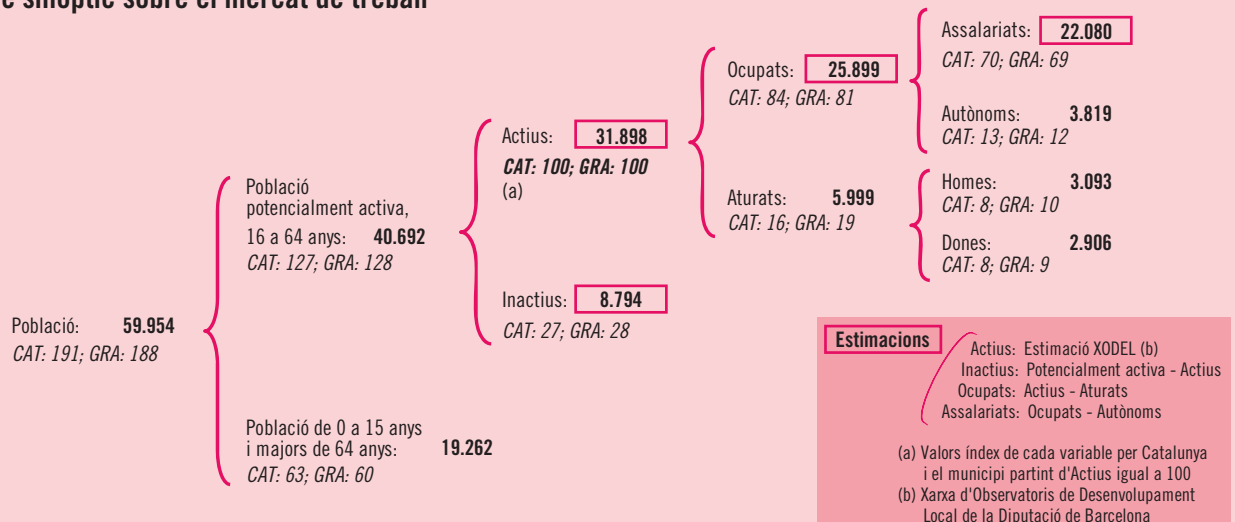 sinòptic sobre el mercat de treball
Població: 59.954
CAT: 191; GRA: 188
Població
potencialment activa,
16 a 64 anys: 40.692
CAT: 127; GRA: 128
Població de 0 a 15 anys
i majors de 64 anys: 19.262
CAT: 63; GRA: 60
Actius: 31.898
CAT: 100; GRA: 100
(a)
Inactius: 8.794
CAT: 27; GRA: 28
Ocupats: 25.899
CAT: 84; GRA: 81
Aturats: 5.999
CAT: 16; GRA: 19
Assalariats: 22.080
CAT: 70; GRA: 69
Autònoms: 3.819
CAT: 13; GRA: 12
Homes: 3.093
CAT: 8; GRA: 10
Dones: 2.906
CAT: 8; GRA: 9
Estimacions
Actius: Estimació XODEL (b)
Inactius: Potencialment activa - Actius
Ocupats: Actius - Aturats
Assalariats: Ocupats - Autònoms
(a) Valors índex de cada variable per Catalunya
i el municipi partint d'Actius igual a 100
(b) Xarxa d'Observatoris de Desenvolupament
Local de la Diputació de Barcelona